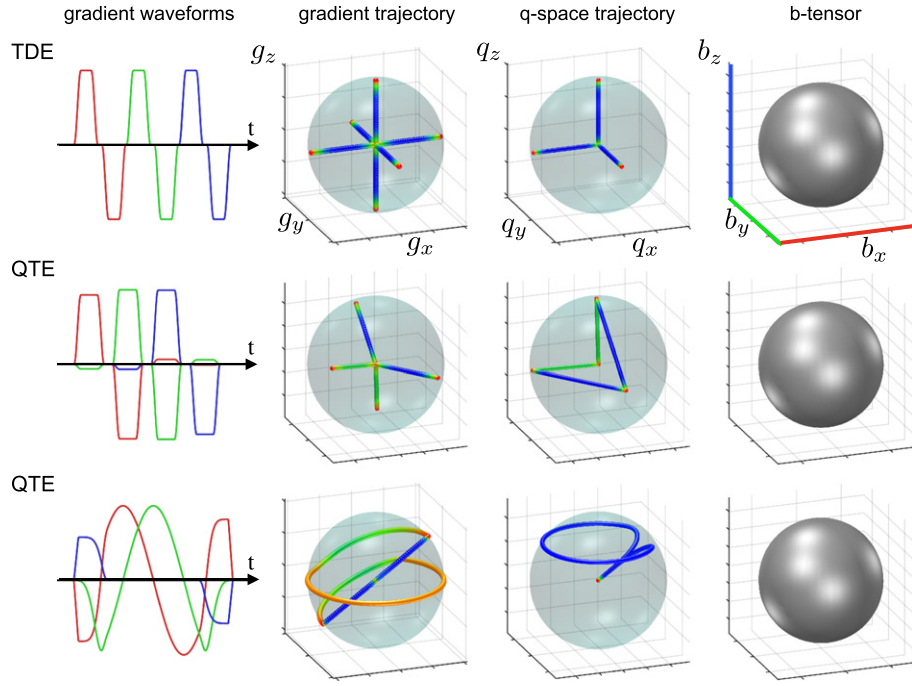 gradient waveforms gradient trajectory q-space trajectory b-tensor
TDE
t
g_z
g_y
g_x
q_z
q_y
q_x
b_z
b_y
b_x
QTE
t
QTE
t